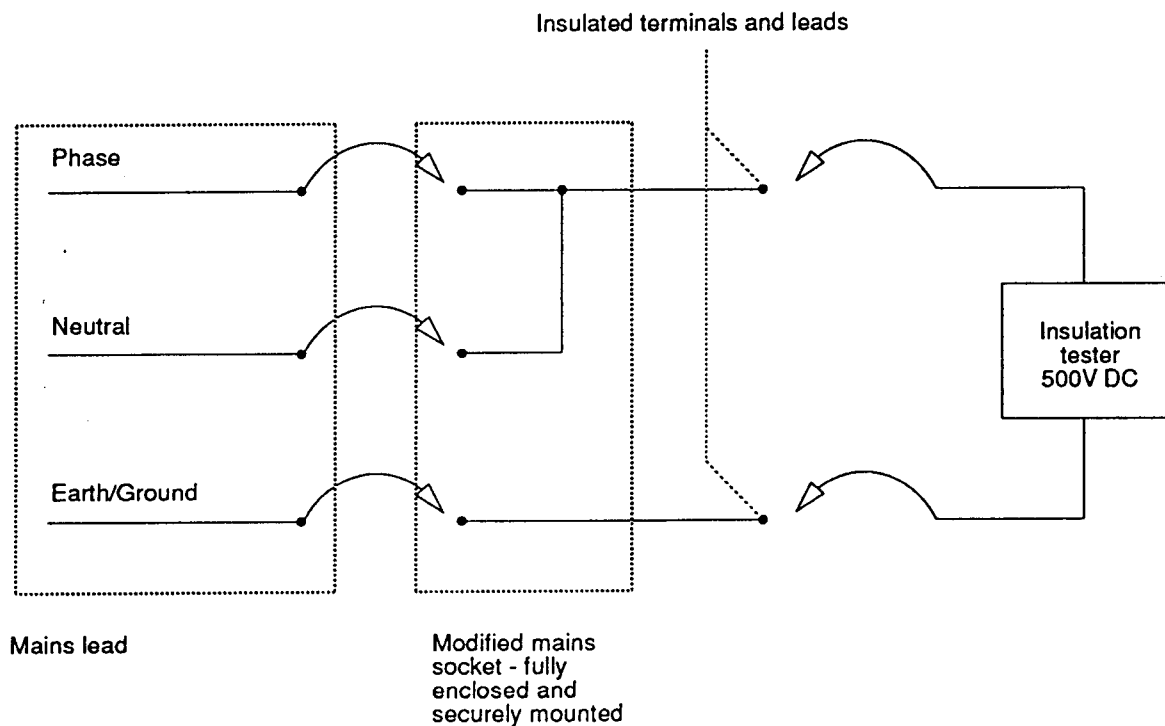 Insulated terminals and leads
Phase
Neutral
Insulation
tester
500V DC
Earth/Ground
Mains lead
Modified mains
socket - fully
enclosed and
securely mounted